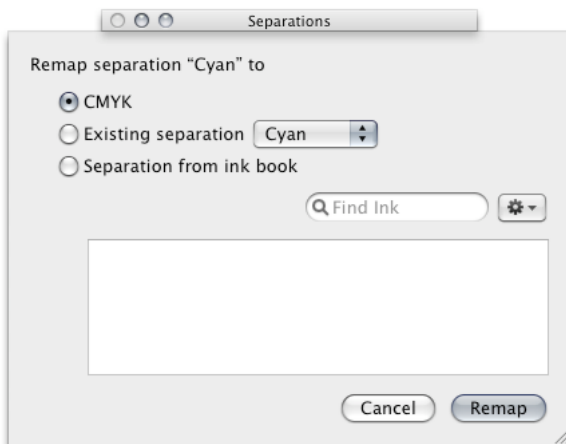 Separations
Remap separation “Cyan” to
CMYK
Existing separation Cyan
Separation from ink book
Find Ink
Cancel Remap